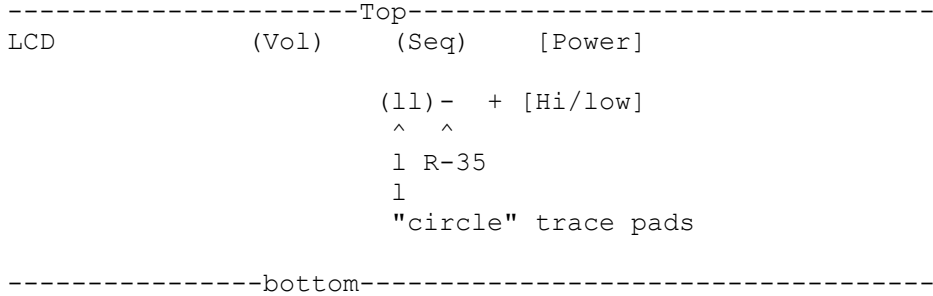 ----------------------Top---------------------------------
LCD (Vol) (Seq) [Power]
(ll)- + [Hi/low]
^ ^
l R-35
l
"circle" trace pads
----------------bottom------------------------------------